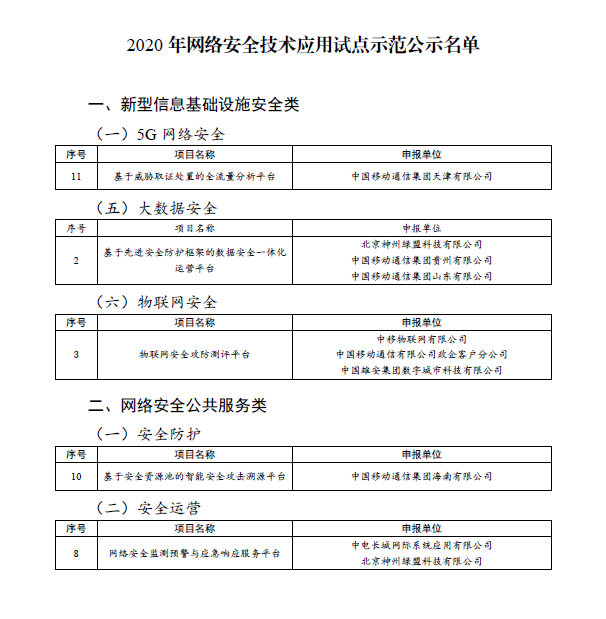 2020 年网络安全技术应用试点示范公示名单
一、新型信息基础设施安全类
（一）5G 网络安全
序号 项目名称 申报单位
11 基于威胁取证处置的全流量分析平台 中国移动通信集团天津有限公司
（五）大数据安全
序号 项目名称 申报单位
2 基于先进安全防护框架的数据安全一体化
运营平台
北京神州绿盟科技有限公司
中国移动通信集团贵州有限公司
中国移动通信集团山东有限公司
（六）物联网安全
序号 项目名称 申报单位
3 物联网安全攻防测评平台
中移物联网有限公司
中国移动通信有限公司政企客户分公司
中国雄安集团数字城市科技有限公司
二、网络安全公共服务类
（一）安全防护
序号 项目名称 申报单位
10 基于安全资源池的智能安全攻击溯源平台 中国移动通信集团海南有限公司
（二）安全运营
序号 项目名称 申报单位
8 网络安全监测预警与应急响应服务平台
中电长城网际系统应用有限公司
北京神州绿盟科技有限公司